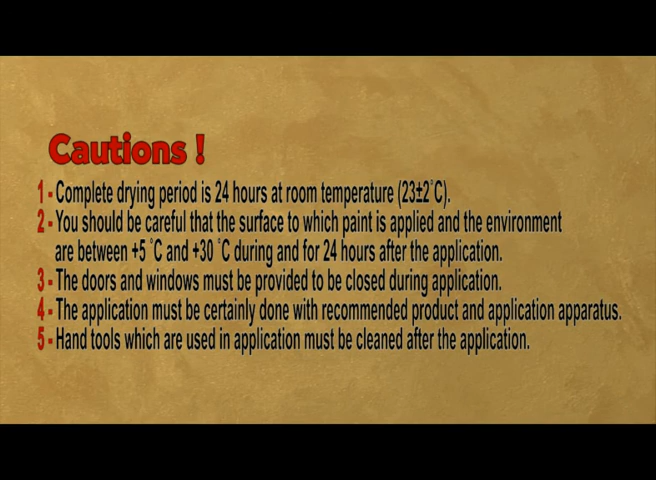 Cautions !
1 - Complete drying period is 24 hours at room temperature (23±2°C).
2 - You should be careful that the surface to which paint is applied and the environment
are between +5 °C and +30 °C during and for 24 hours after the application.
3 - The doors and windows must be provided to be closed during application.
4 - The application must be certainly done with recommended product and application apparatus.
5 - Hand tools which are used in application must be cleaned after the application.